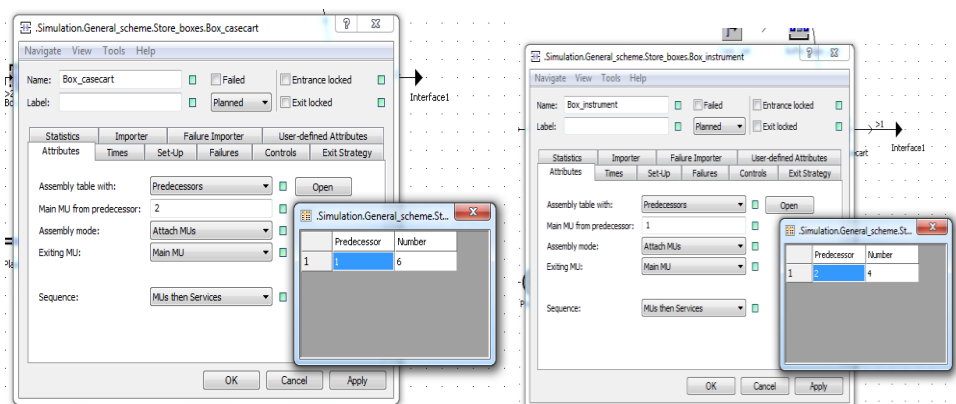 .Simulation.General_scheme.Store_boxes.Box_casecart
Navigate View Tools Help
Name: Box_casecart Failed Entrance locked
Label: Planned Exit locked
Statistics Importer Failure Importer User-defined Attributes
Attributes Times Set-Up Failures Controls Exit Strategy
Assembly table with: Predecessors Open
Main MU from predecessor: 2
Assembly mode: Attach MUs
Exiting MU: Main MU
Sequence: MUs then Services
OK Cancel Apply
.Simulation.General_scheme.St...
Predecessor Number
1 1 6
Interface1
.Simulation.General_scheme.Store_boxes.Box_instrument
Navigate View Tools Help
Name: Box_instrument Failed Entrance locked
Label: Planned Exit locked
Statistics Importer Failure Importer User-defined Attributes
Attributes Times Set-Up Failures Controls Exit Strategy
Assembly table with: Predecessors Open
Main MU from predecessor: 1
Assembly mode: Attach MUs
Exiting MU: Main MU
Sequence: MUs then Services
OK Cancel Apply
.Simulation.General_scheme.St...
Predecessor Number
1 2 4
>1
cart Interface1